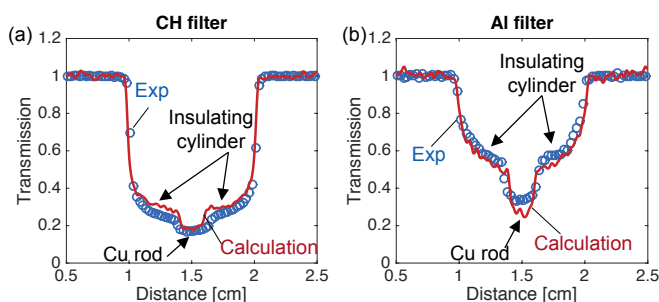 CH filter
(a)
1.2
1
0.8
0.6
0.4
0.2
0
Transmission
Exp
Insulating
cylinder
Cu rod
Calculation
0.5
1
1.5
2
2.5
Distance [cm]
Al filter
(b)
1.2
1
0.8
0.6
0.4
0.2
0
Transmission
Insulating
cylinder
Exp
Cu rod
Calculation
0.5
1
1.5
2
2.5
Distance [cm]